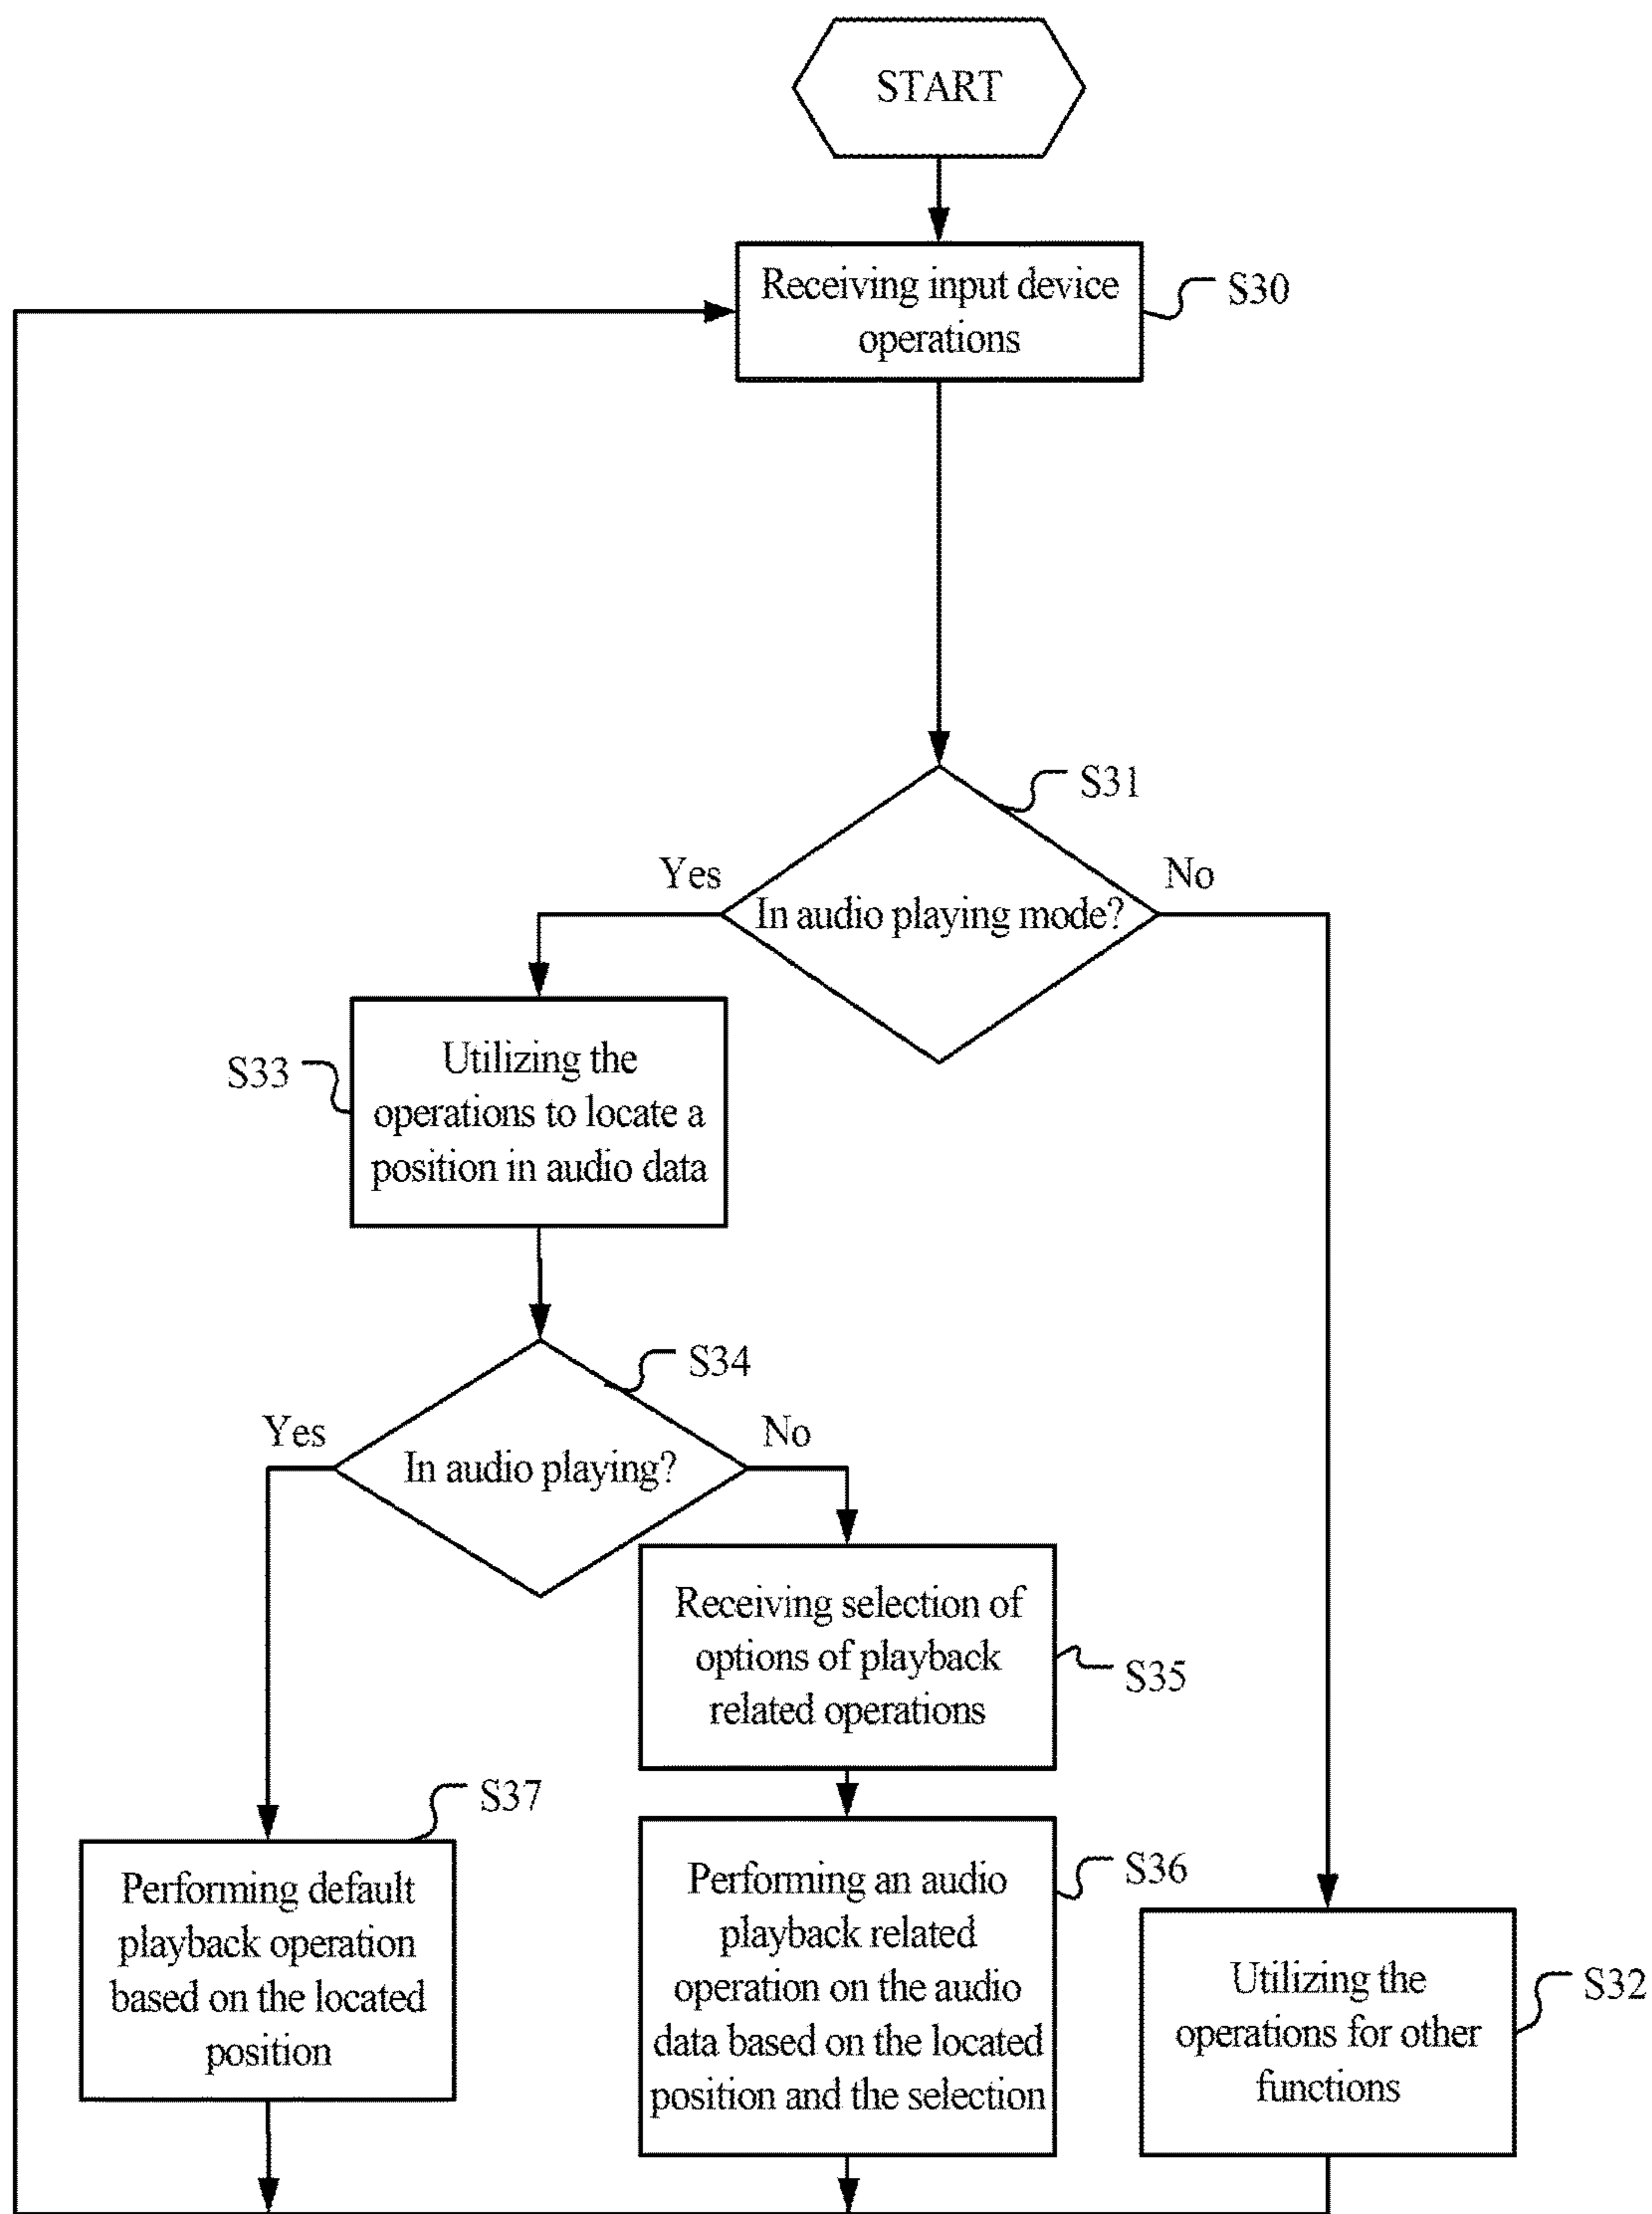 START
Receiving input device
operations
S30
S31
Yes
No
In audio playing mode?
S33
Utilizing the
operations to locate a
position in audio data
S34
Yes
No
In audio playing?
Receiving selection of
options of playback
related operations
S35
S37
Performing default
playback operation
based on the located
position
Performing an audio
playback related
operation on the audio
data based on the located
position and the selection
S36
Utilizing the
operations for other
functions
S32